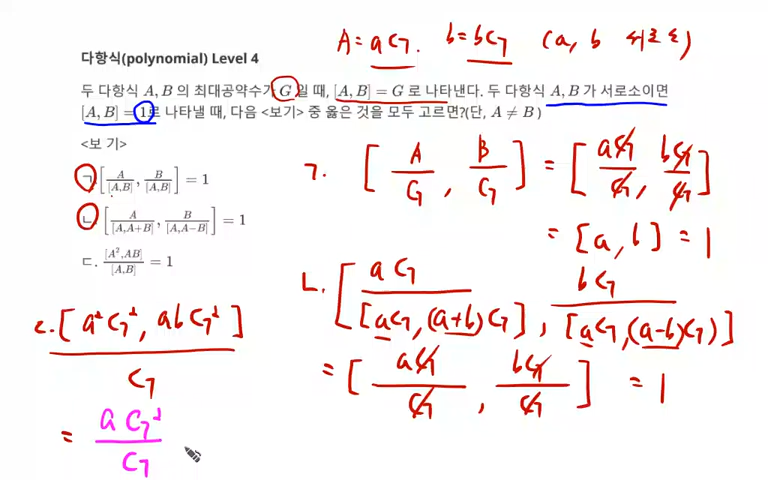 A = aG. b = bG (a, b 서로소)
다항식(polynomial) Level 4
두 다항식 A, B 의 최대공약수가 G 일 때, [A, B] = G 로 나타낸다. 두 다항식 A, B 가 서로소이면
[A, B] = 1로 나타낼 때, 다음 <보기> 중 옳은 것을 모두 고르면?(단, A ≠ B)
<보 기>
ㄱ. [A/[A,B], B/[A,B]] = 1
ㄴ. [A/[A,A+B], B/[A,A−B]] = 1
ㄷ. [A², AB]/[A,B] = 1
ㄱ. [A/G, B/G] = [aG/G, bG/G]
= [a, b] = 1
ㄴ. [aG/[aG, (a+b)G], bG/[aG, (a-b)G]]
= [aG/G, bG/G] = 1
ㄷ. [a²G², abG²]/G
= aG²/G